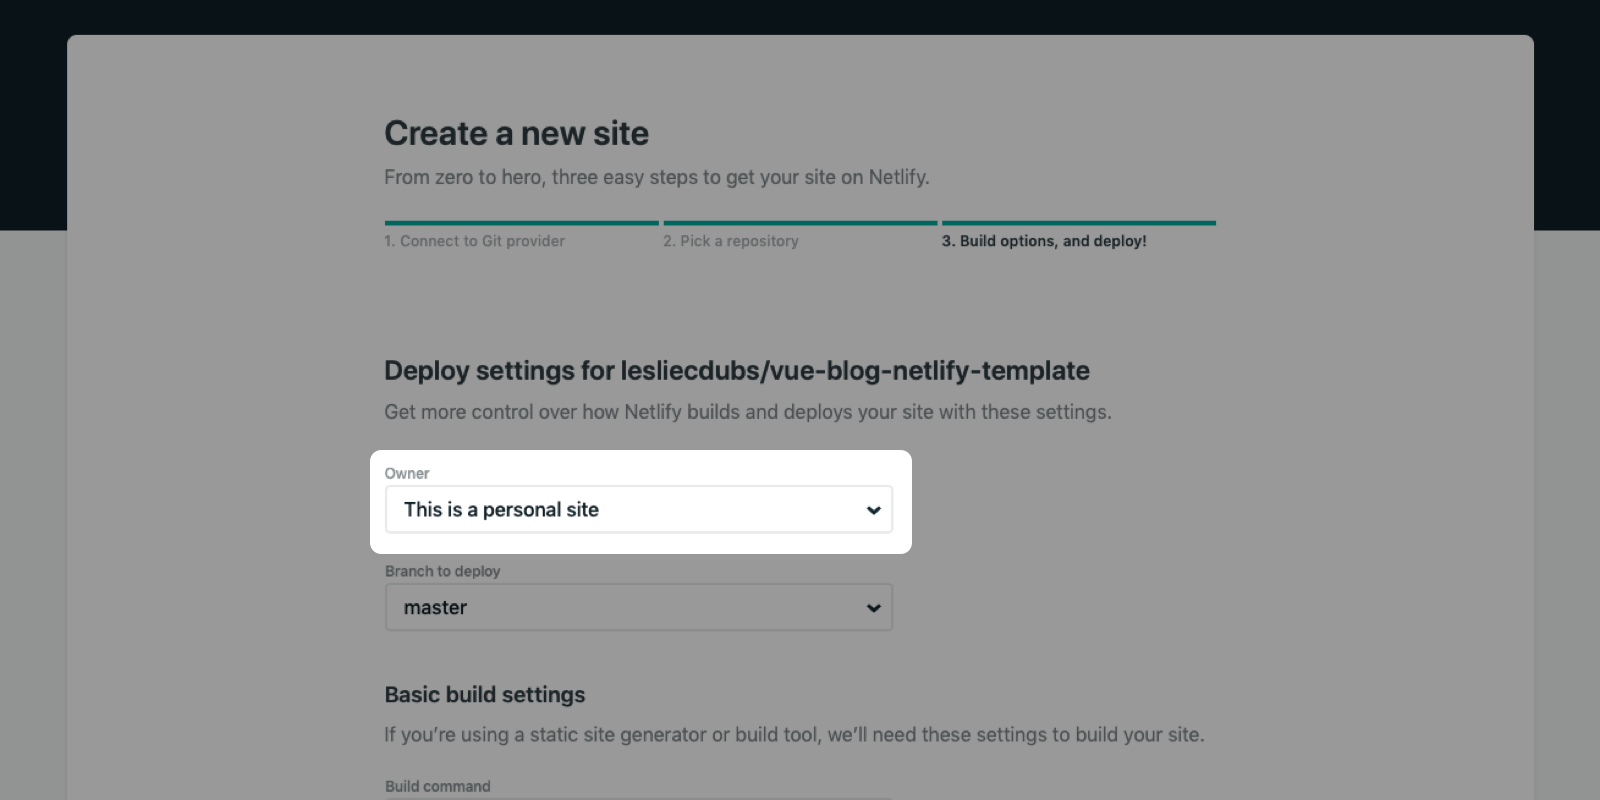 Create a new site
From zero to hero, three easy steps to get your site on Netlify.
1. Connect to Git provider
2. Pick a repository
3. Build options, and deploy!
Deploy settings for lesliecdubs/vue-blog-netlify-template
Get more control over how Netlify builds and deploys your site with these settings.
Owner
This is a personal site
Branch to deploy
master
Basic build settings
If you’re using a static site generator or build tool, we’ll need these settings to build your site.
Build command